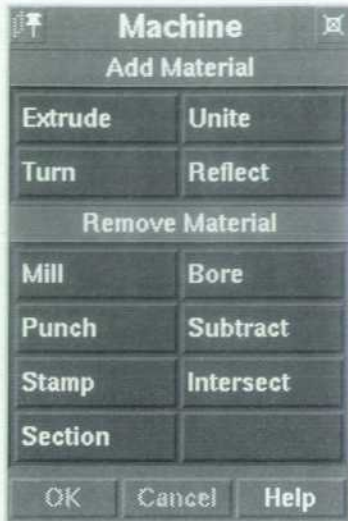 Machine
Add Material
Extrude Unite
Turn Reflect
Remove Material
Mill Bore
Punch Subtract
Stamp Intersect
Section
OK Cancel Help